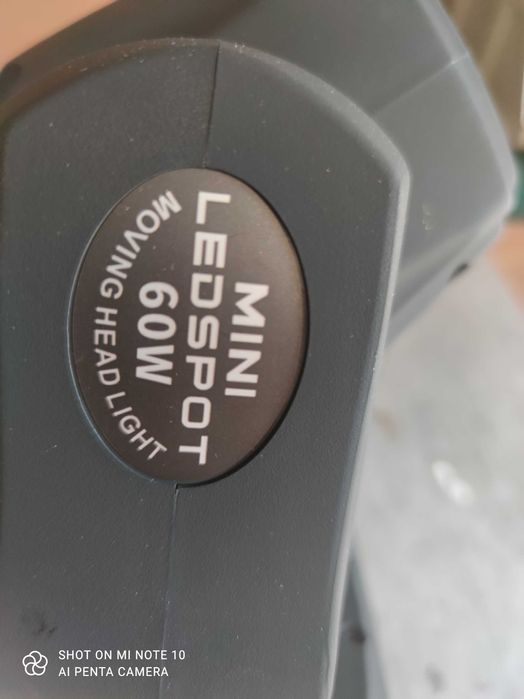 MINI
LEDSPOT
60W
MOVING HEAD LIGHT
SHOT ON MI NOTE 10
AI PENTA CAMERA